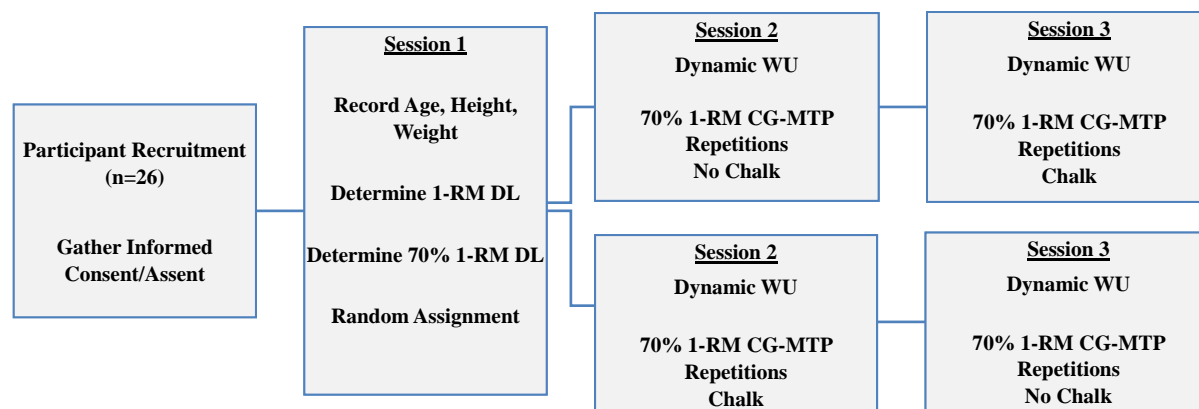 Participant Recruitment
(n=26)
Gather Informed
Consent/Assent
Session 1
Record Age, Height,
Weight
Determine 1-RM DL
Determine 70% 1-RM DL
Random Assignment
Session 2
Dynamic WU
70% 1-RM CG-MTP
Repetitions
No Chalk
Session 3
Dynamic WU
70% 1-RM CG-MTP
Repetitions
Chalk
Session 2
Dynamic WU
70% 1-RM CG-MTP
Repetitions
Chalk
Session 3
Dynamic WU
70% 1-RM CG-MTP
Repetitions
No Chalk